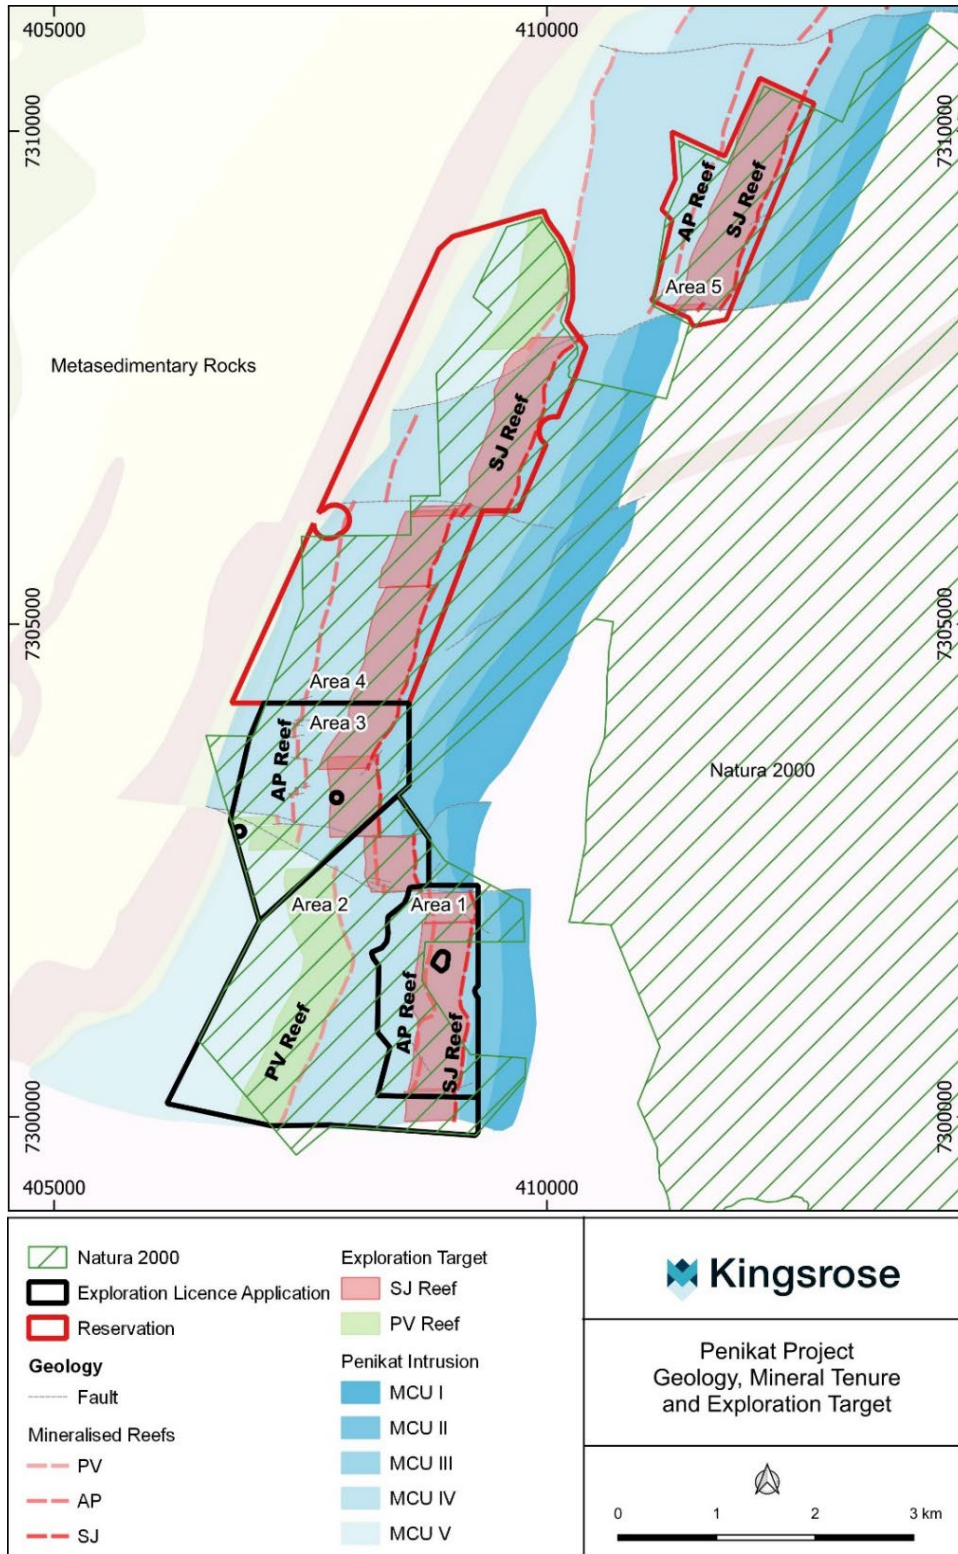 405000
410000
7310000
7310000
AP Reef
SJ Reef
Area 5
Metasedimentary Rocks
SJ Reef
7305000
7305000
Area 4
Area 3
AP Reef
Natura 2000
Area 2
Area 1
PV Reef
AP Reef
SJ Reef
7300000
7300000
405000
410000
Natura 2000
Exploration Licence Application
Reservation
Geology
Fault
Mineralised Reefs
PV
AP
SJ
Exploration Target
SJ Reef
PV Reef
Penikat Intrusion
MCU I
MCU II
MCU III
MCU IV
MCU V
Kingsrose
Penikat Project
Geology, Mineral Tenure
and Exploration Target
0 1 2 3 km